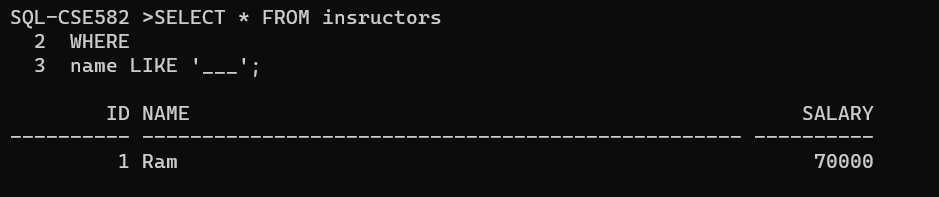 SQL-CSE582 >SELECT * FROM insructors
  2  WHERE
  3  name LIKE '___';

        ID NAME                                                   SALARY
---------- -------------------------------------------------- ----------
         1 Ram                                                     70000